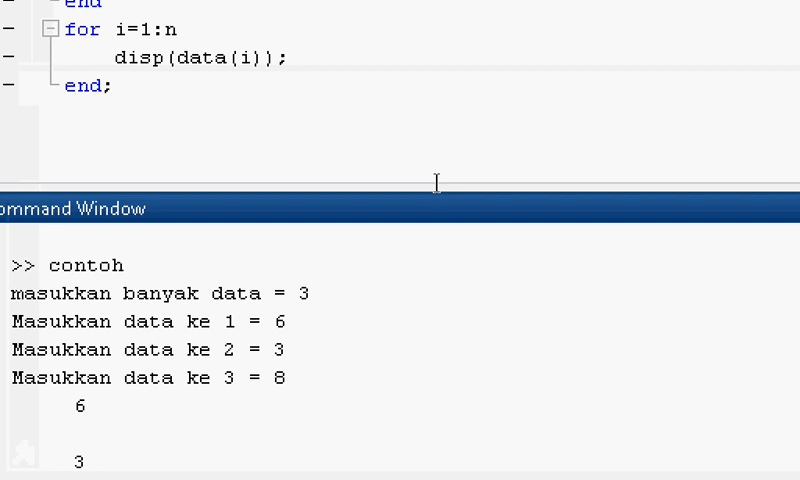 end
for i=1:n
disp(data(i));
end;
ommand Window
>> contoh
masukkan banyak data = 3
Masukkan data ke 1 = 6
Masukkan data ke 2 = 3
Masukkan data ke 3 = 8
6
3